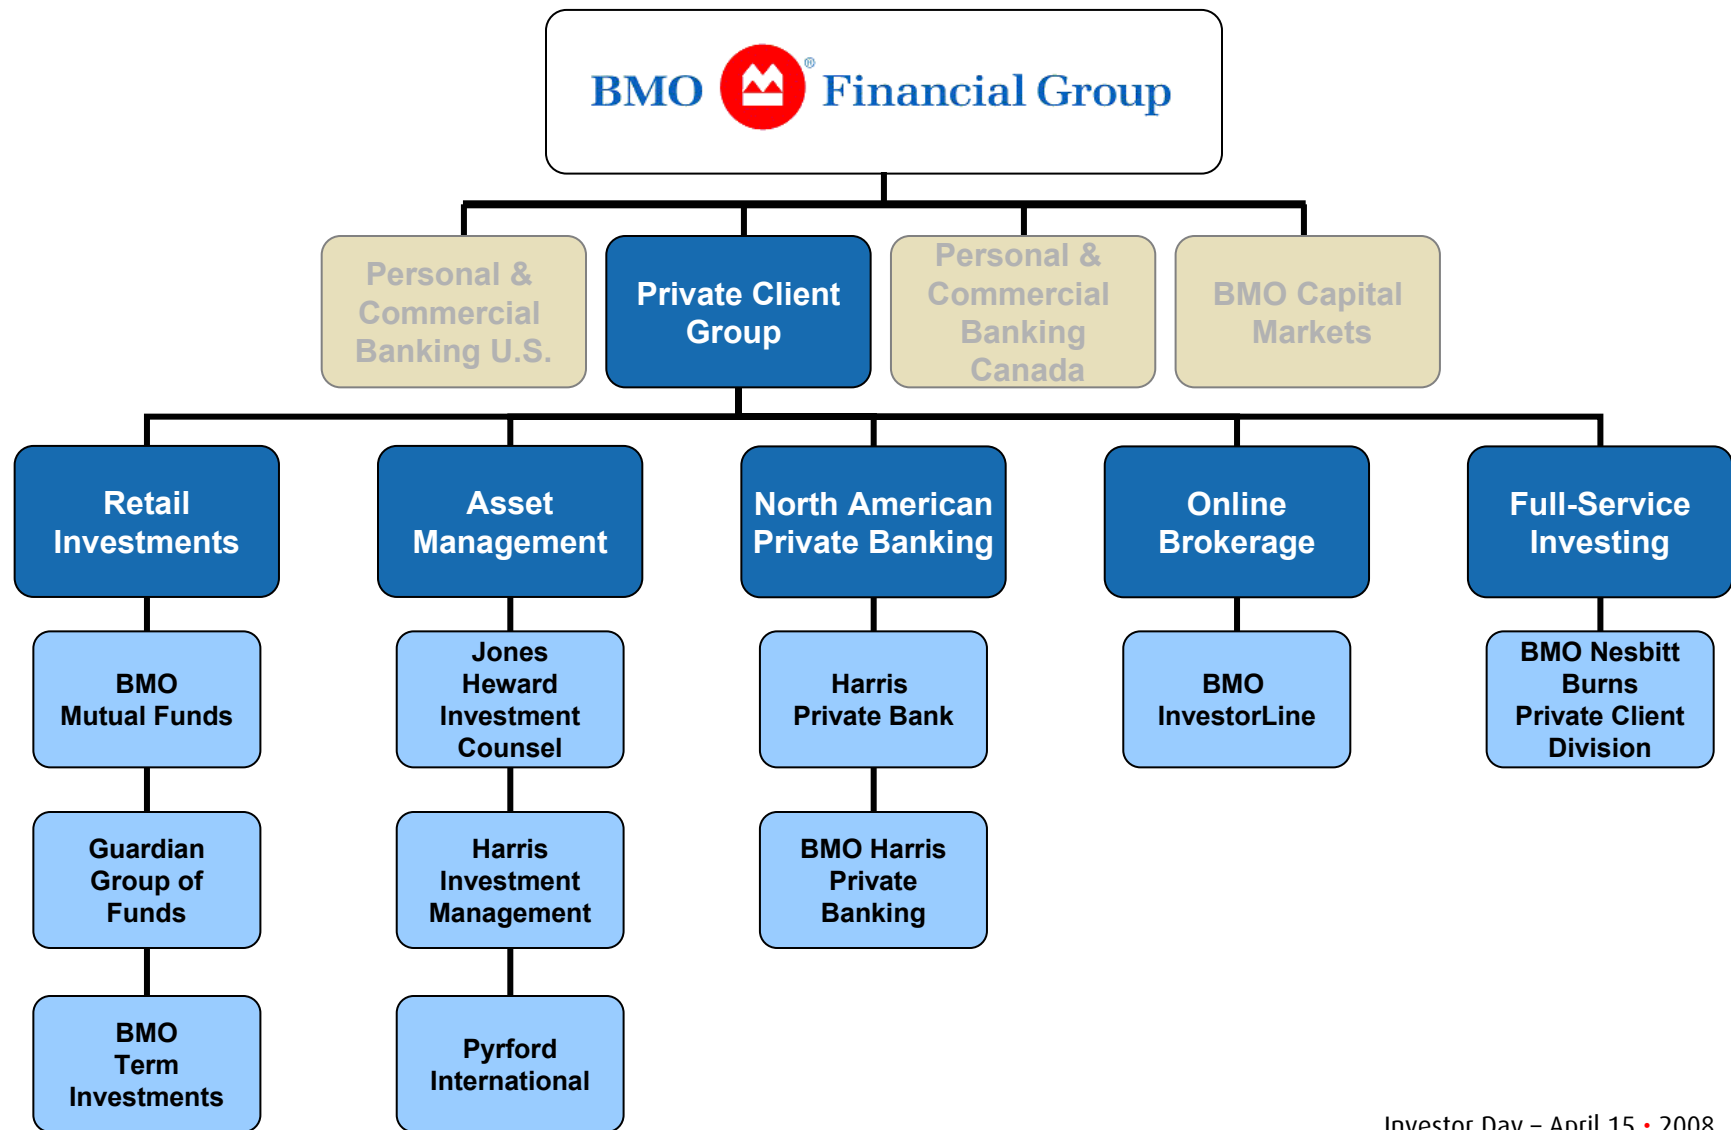 BMO ® Financial Group
Personal &
Commercial
Banking U.S.
Private Client
Group
Personal &
Commercial
Banking
Canada
BMO Capital
Markets
Retail
Investments
Asset
Management
North American
Private Banking
Online
Brokerage
Full-Service
Investing
BMO
Mutual Funds
Jones
Heward
Investment
Counsel
Harris
Private Bank
BMO
InvestorLine
BMO Nesbitt
Burns
Private Client
Division
Guardian
Group of
Funds
Harris
Investment
Management
BMO Harris
Private
Banking
BMO
Term
Investments
Pyrford
International
Investor Day – April 15 • 2008